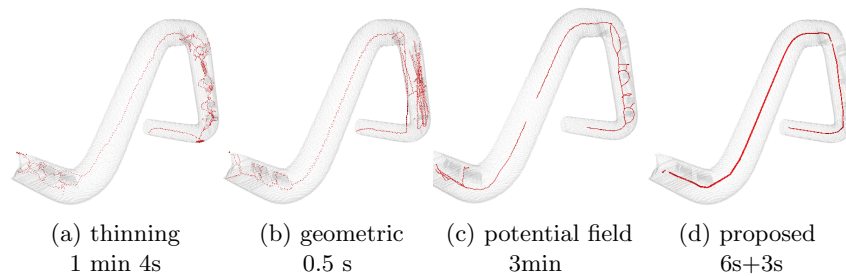 (a) thinning
1 min 4s
(b) geometric
0.5 s
(c) potential field
3min
(d) proposed
6s+3s